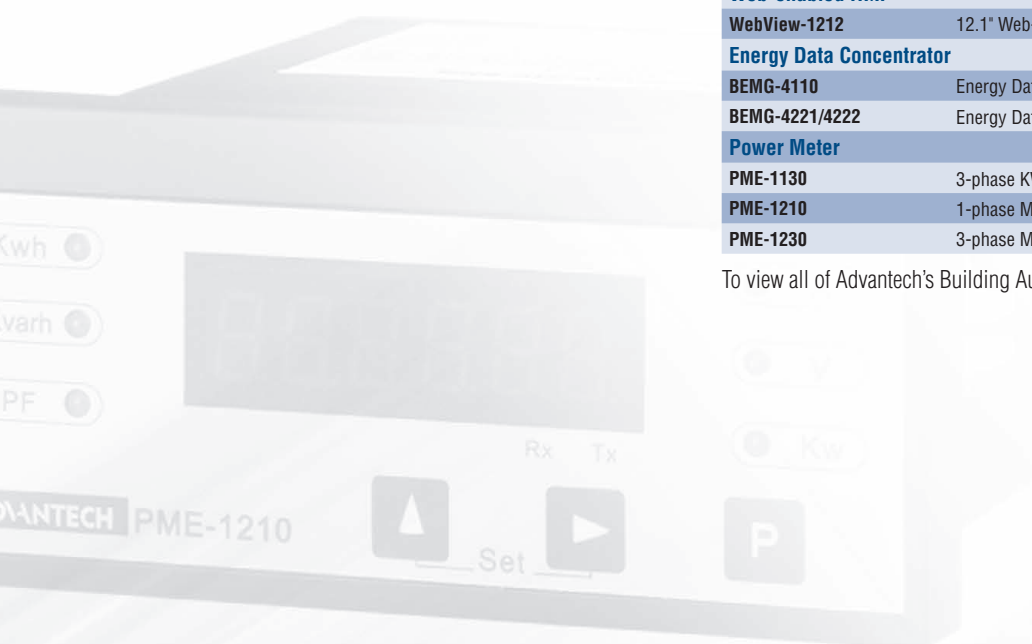 WebView-1212 12.1" Web-
Energy Data Concentrator
BEMG-4110 Energy Da
BEMG-4221/4222 Energy Da
Power Meter
PME-1130 3-phase K
PME-1210 1-phase M
PME-1230 3-phase M
To view all of Advantech's Building Au
Kwh
varh
PF
V
Kw
Rx Tx
ADVANTECH PME-1210
Set
P